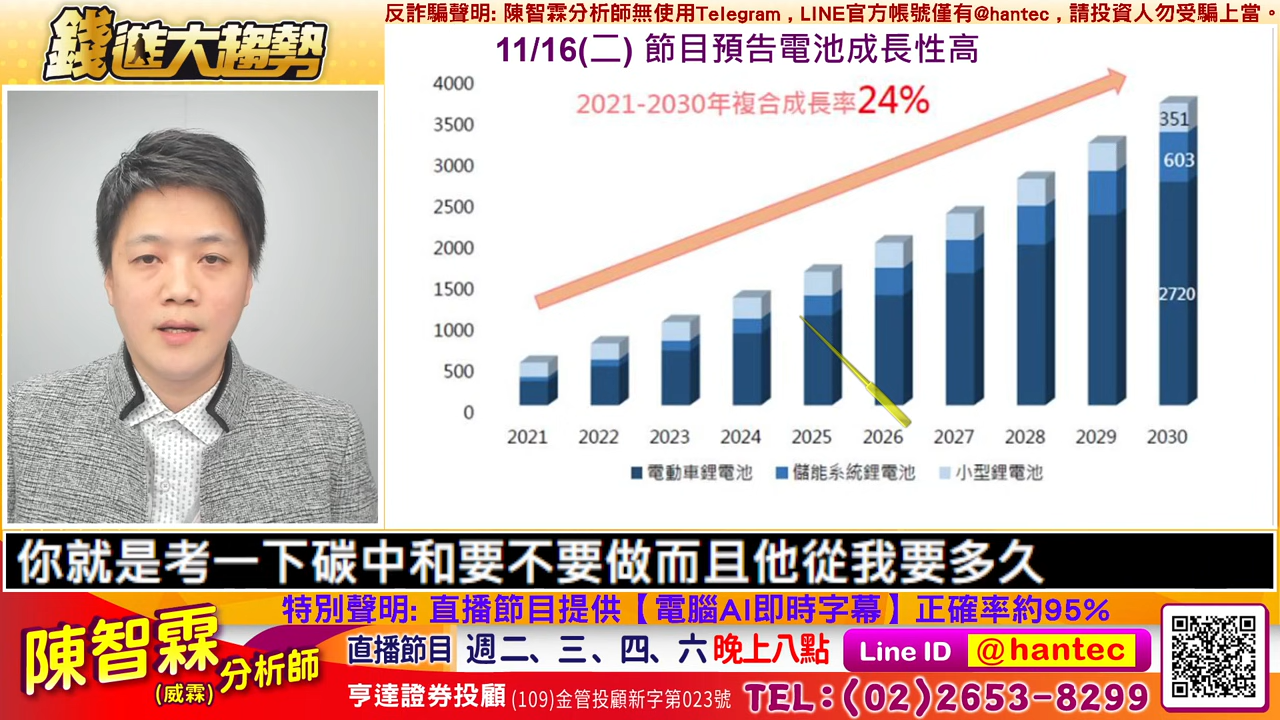 反詐騙聲明: 陳智霖分析師無使用Telegram , LINE官方帳號僅有@hantec , 請投資人勿受騙上當。
錢進大趨勢
11/16(二) 節目預告電池成長性高
2021-2030年複合成長率24%
4000
3500
3000
2500
2000
1500
1000
500
0
351
603
2720
2021 2022 2023 2024 2025 2026 2027 2028 2029 2030
電動車鋰電池 儲能系統鋰電池 小型鋰電池
你就是考一下碳中和要不要做而且他從我要多久
特別聲明: 直播節目提供【電腦AI即時字幕】正確率約95%
陳智霖
(威霖)
分析師
直播節目 週二、三、四、六晚上八點
Line ID @hantec
亨達證券投顧 (109)金管投顧新字第023號
TEL:(02)2653-8299